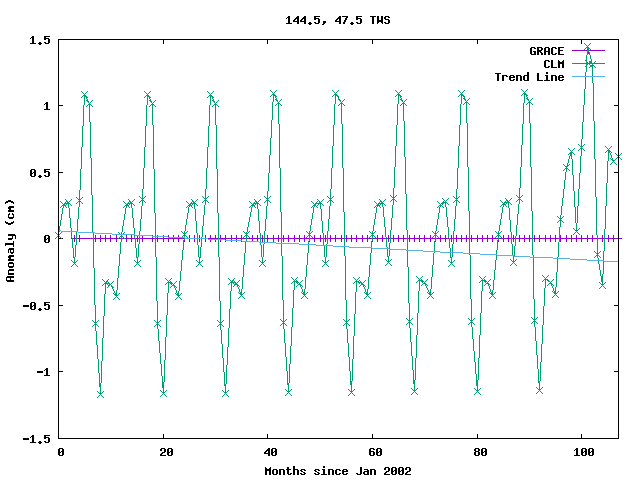 144.5, 47.5 TWS
GRACE
CLM
Trend Line
1.5
1
0.5
0
-0.5
-1
-1.5
Anomaly (cm)
0 20 40 60 80 100
Months since Jan 2002